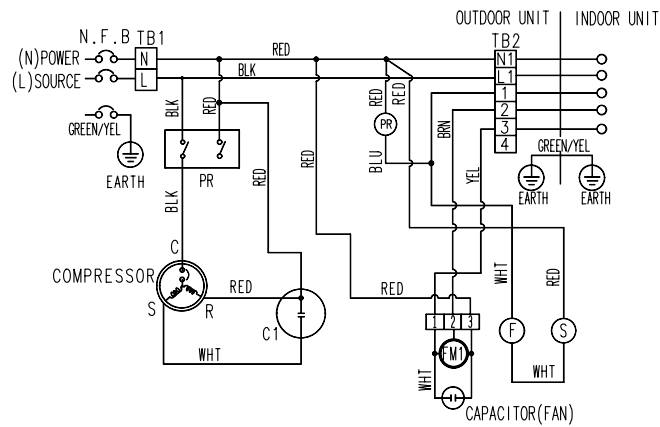 OUTDOOR UNIT
INDOOR UNIT
N.F.B
TB1
TB2
(N)POWER
(L)SOURCE
N
L
RED
BLK
N1
L1
1
2
3
4
BLK
RED
RED
RED
PR
BLU
BRN
YEL
GREEN/YEL
EARTH
GREEN/YEL
EARTH
EARTH
PR
BLK
RED
RED
COMPRESSOR
C
S
R
RED
C1
WHT
RED
1
2
3
FM1
WHT
CAPACITOR(FAN)
WHT
RED
F
S
WHT